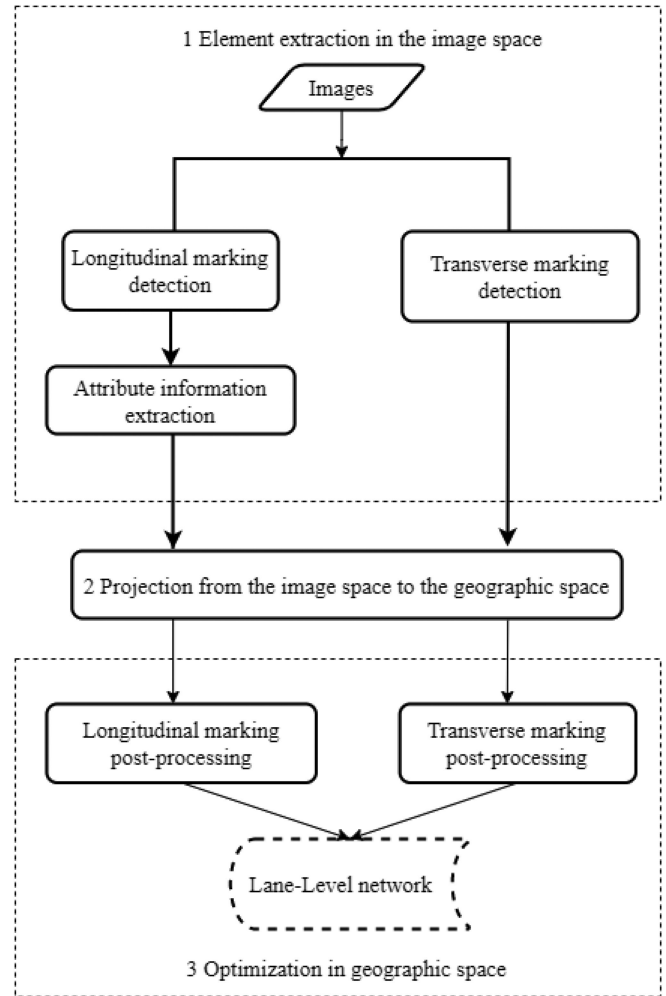 1 Element extraction in the image space
Images
Longitudinal marking
detection
Transverse marking
detection
Attribute information
extraction
2 Projection from the image space to the geographic space
Longitudinal marking
post-processing
Transverse marking
post-processing
Lane-Level network
3 Optimization in geographic space